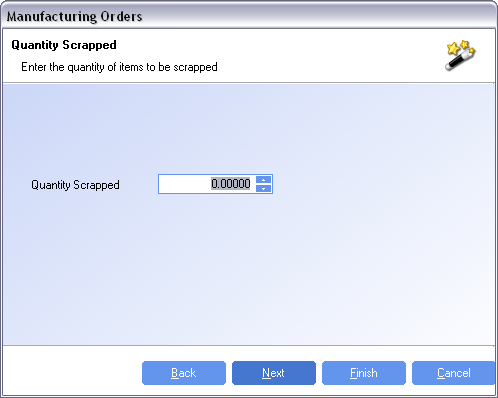 Manufacturing Orders
Quantity Scrapped
Enter the quantity of items to be scrapped
Quantity Scrapped 0.00000
Back Next Finish Cancel